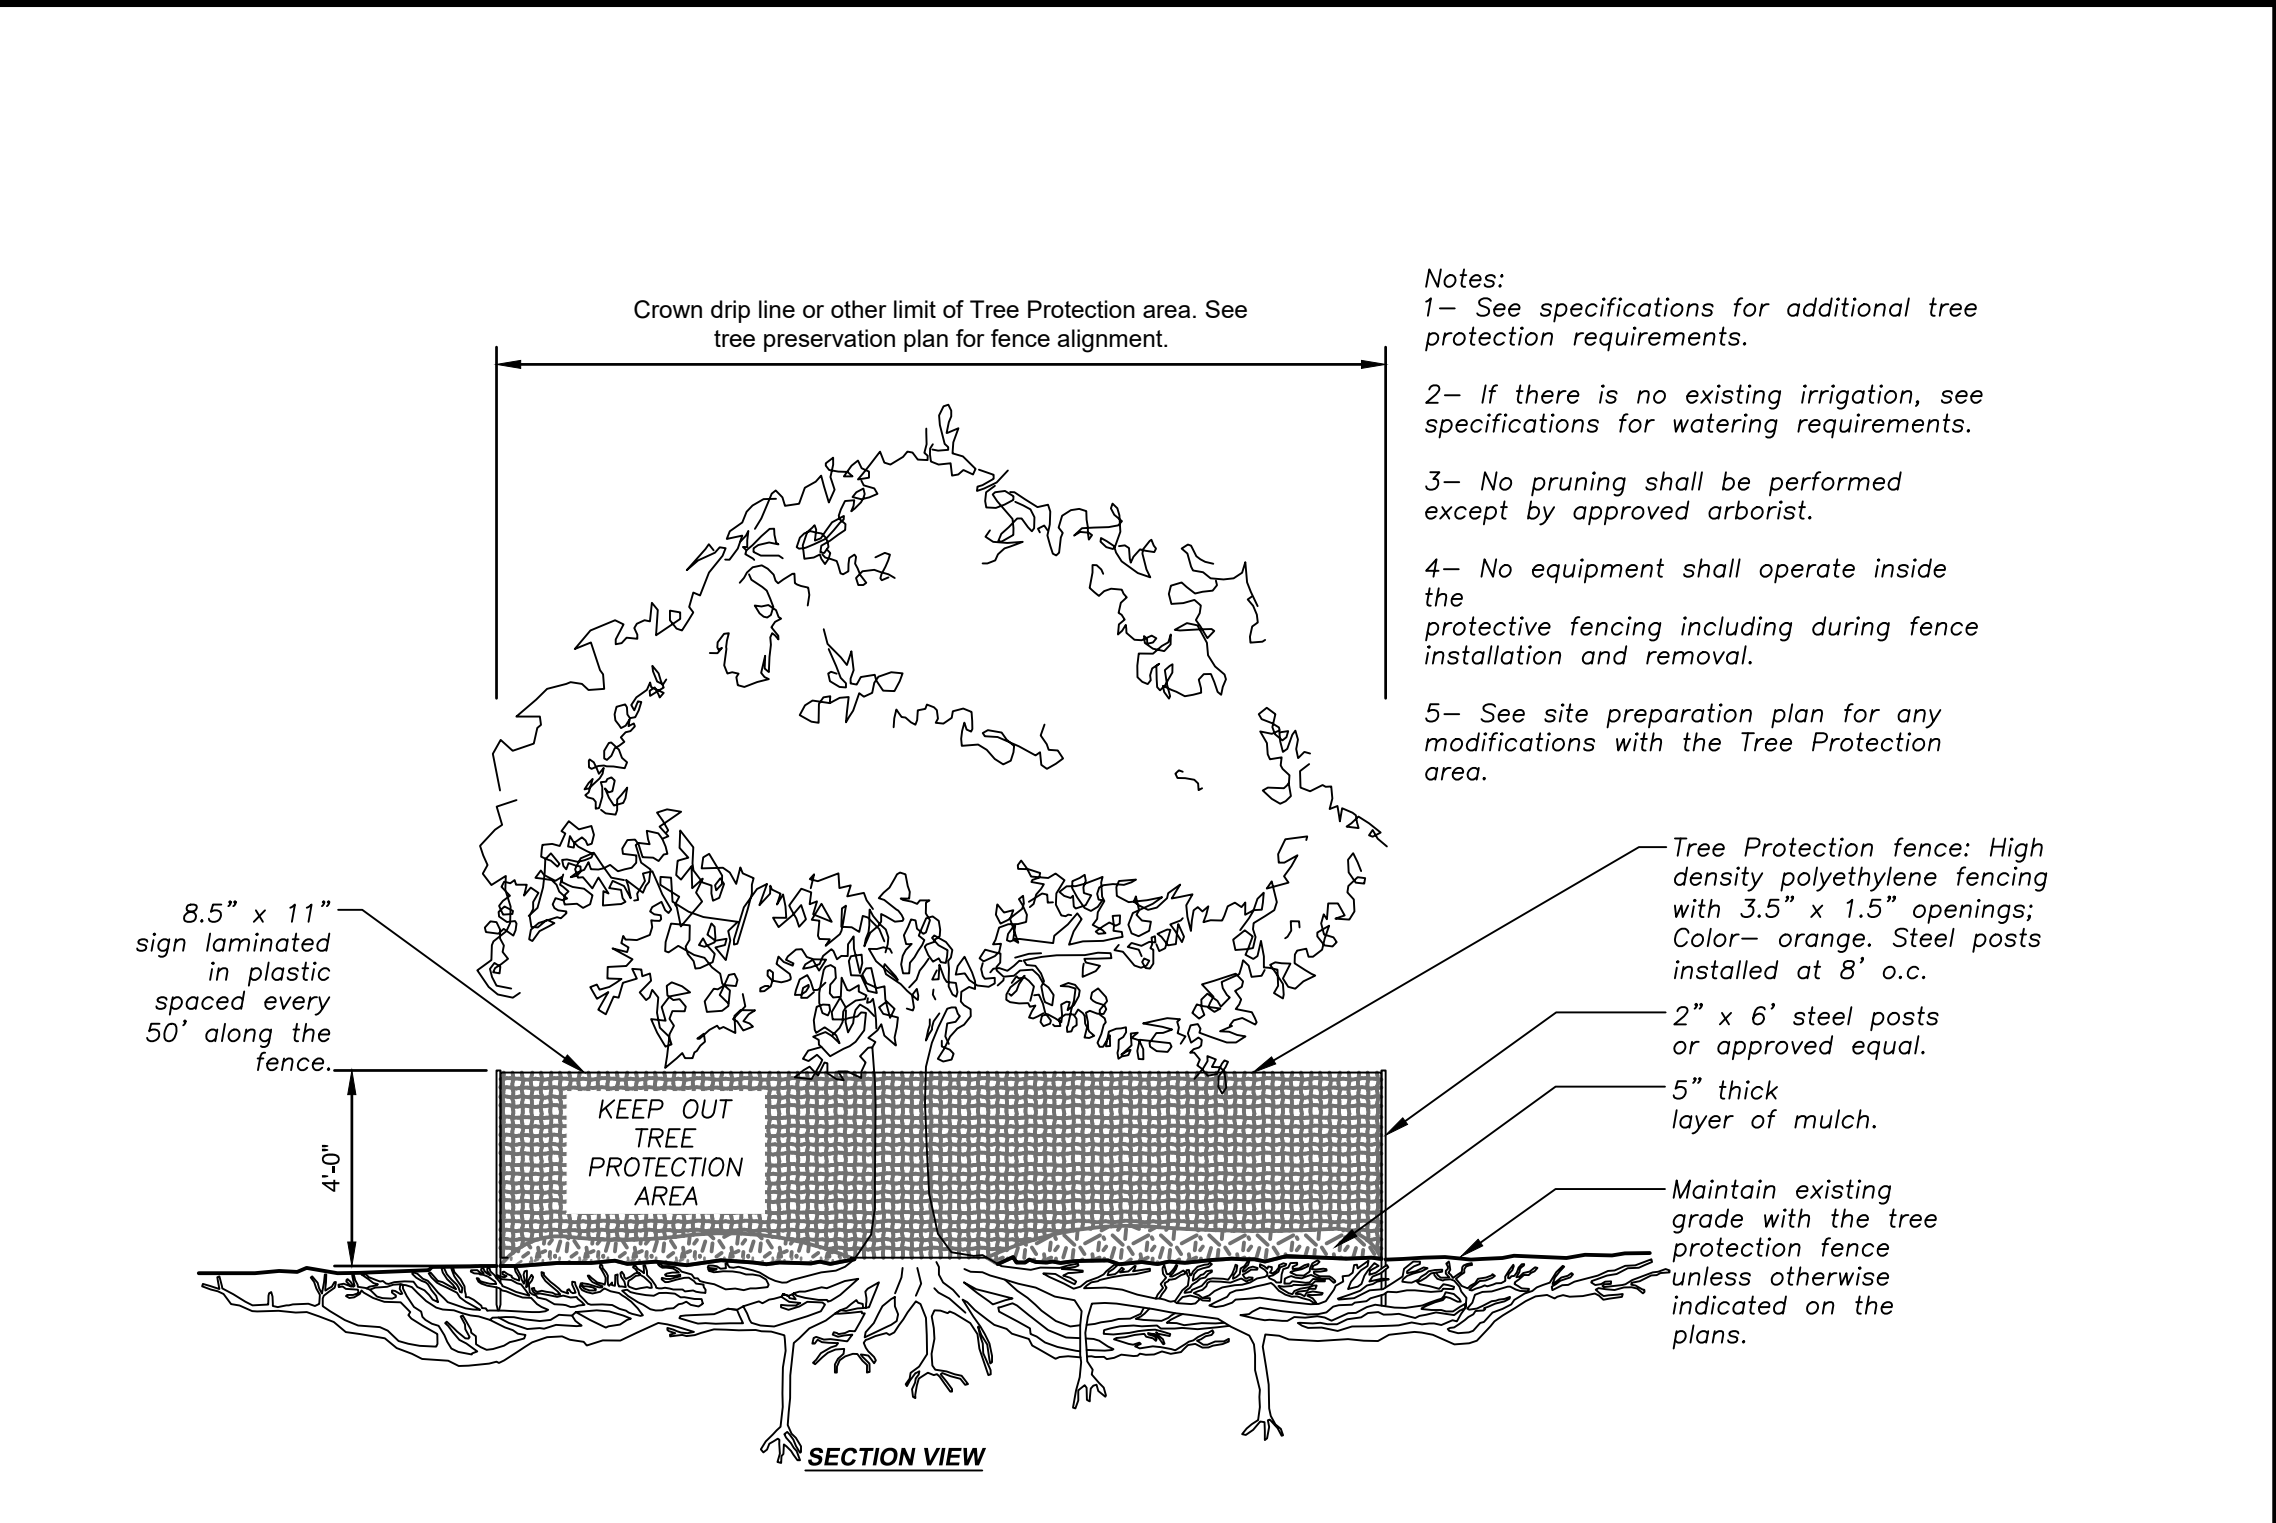 Crown drip line or other limit of Tree Protection area. See
tree preservation plan for fence alignment.
Notes:
1- See specifications for additional tree
protection requirements.
2- If there is no existing irrigation, see
specifications for watering requirements.
3- No pruning shall be performed
except by approved arborist.
4- No equipment shall operate inside
the
protective fencing including during fence
installation and removal.
5- See site preparation plan for any
modifications with the Tree Protection
area.
8.5" x 11"
sign laminated
in plastic
spaced every
50' along the
fence.
4'-0"
KEEP OUT
TREE
PROTECTION
AREA
Tree Protection fence: High
density polyethylene fencing
with 3.5" x 1.5" openings;
Color- orange. Steel posts
installed at 8' o.c.
2" x 6' steel posts
or approved equal.
5" thick
layer of mulch.
Maintain existing
grade with the tree
protection fence
unless otherwise
indicated on the
plans.
SECTION VIEW